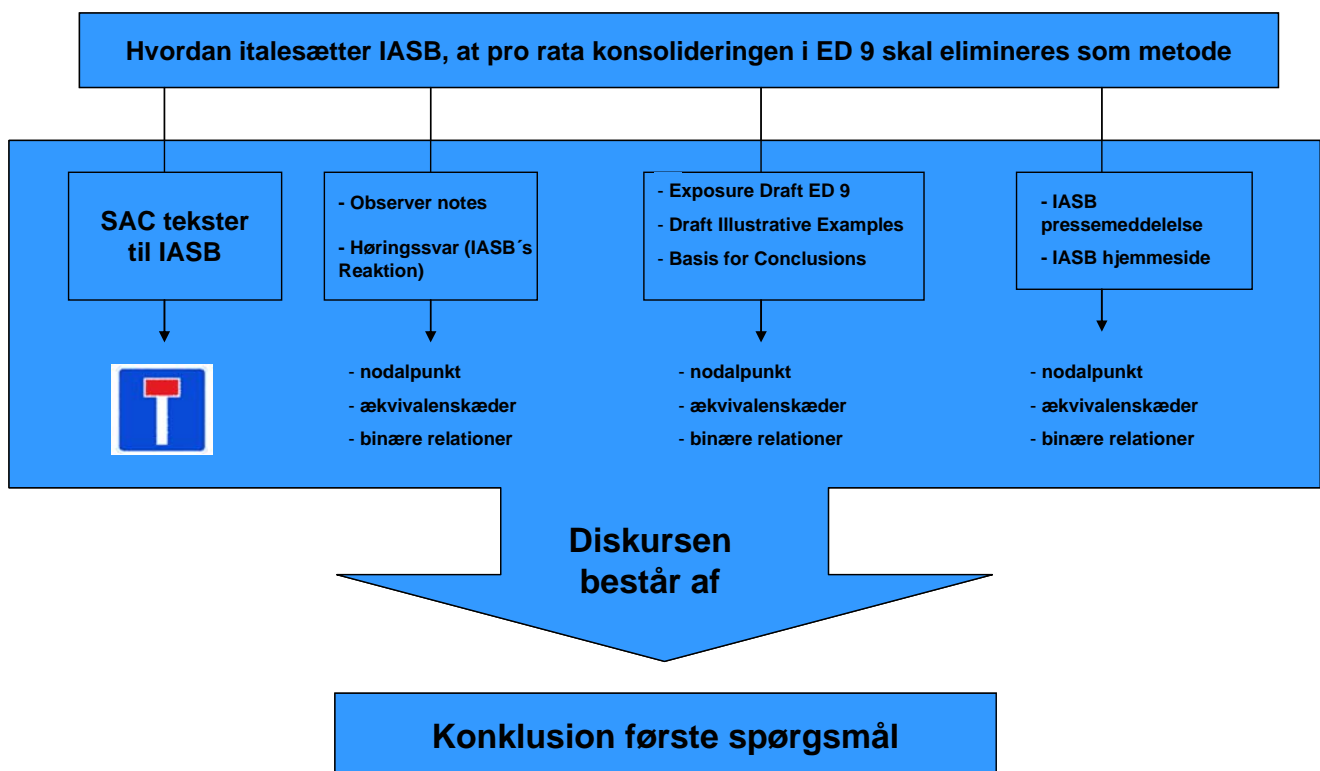 Hvordan italesætter IASB, at pro rata konsolideringen i ED 9 skal elimineres som metode
SAC tekster
til IASB
- Observer notes
- Høringssvar (IASB´s
Reaktion)
- Exposure Draft ED 9
- Draft Illustrative Examples
- Basis for Conclusions
- IASB
pressemeddelelse
- IASB hjemmeside
- nodalpunkt
- ækvivalenskæder
- binære relationer
- nodalpunkt
- ækvivalenskæder
- binære relationer
- nodalpunkt
- ækvivalenskæder
- binære relationer
Diskursen
består af
Konklusion første spørgsmål